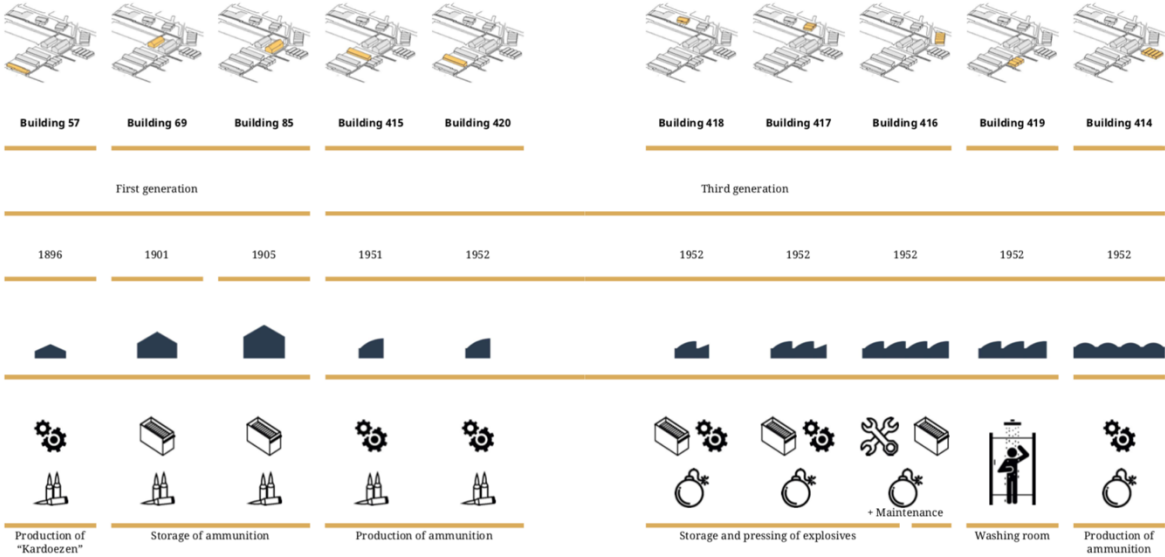 Building 57 Building 69 Building 85 Building 415 Building 420 Building 418 Building 417 Building 416 Building 419 Building 414
First generation Third generation
1896 1901 1905 1951 1952 1952 1952 1952 1952 1952
+ Maintenance
Production of Storage of ammunition Production of ammunition Storage and pressing of explosives Washing room Production of
“Kardoezen” ammunition